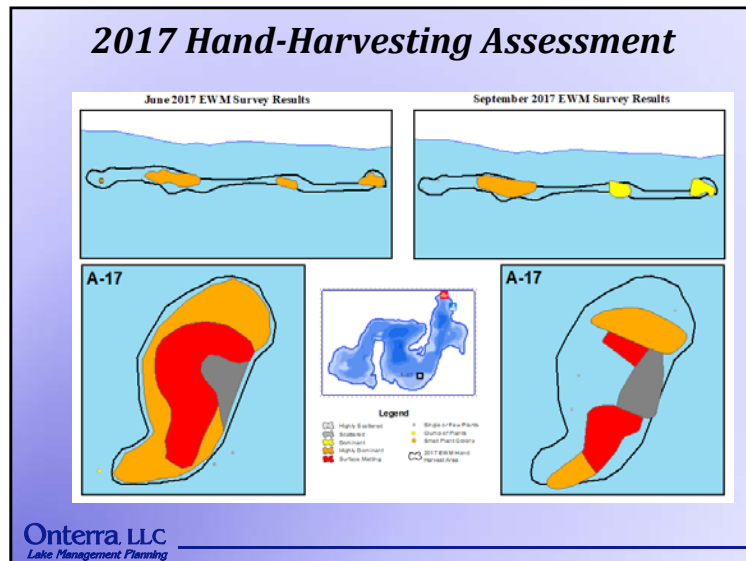 2017 Hand-Harvesting Assessment
June 2017 EWM Survey Results
September 2017 EWM Survey Results
A-17
A-17
Legend
Highly Scattered
Scattered
Dominant
Highly Dominant
Surface Matting
Single or Few Plants
Clump of Plants
Small Plant Colony
2017 EWM Hand
Harvest Area
Onterra, LLC
Lake Management Planning